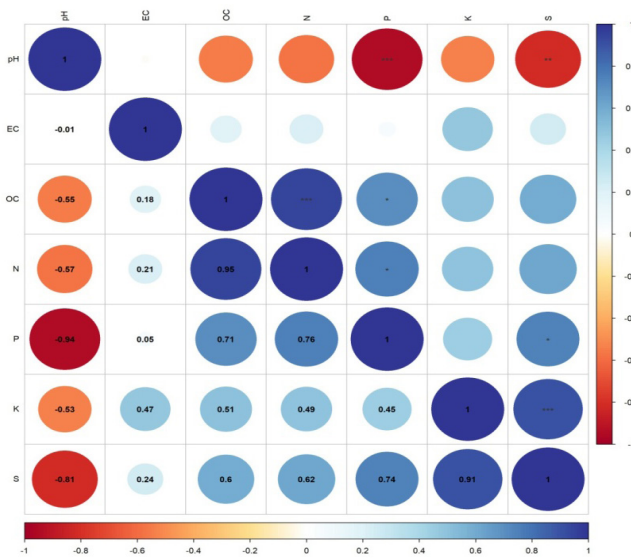 pH EC OC N P K S
pH 1 *** **
EC -0.01 1
OC -0.55 0.18 1 *** *
N -0.57 0.21 0.95 1 *
P -0.94 0.05 0.71 0.76 1 *
K -0.53 0.47 0.51 0.49 0.45 1 ***
S -0.81 0.24 0.6 0.62 0.74 0.91 1
-1 -0.8 -0.6 -0.4 -0.2 0 0.2 0.4 0.6 0.8 1